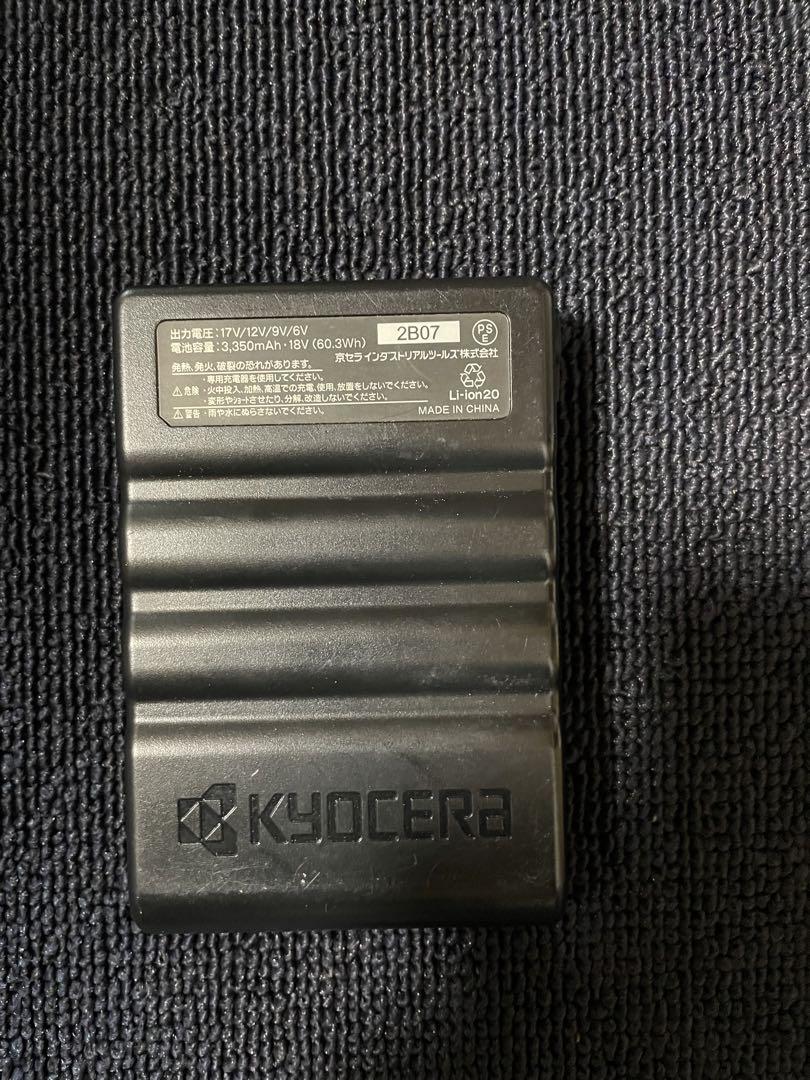 出力電圧:17V/12V/9V/6V
電池容量:3,350mAh・18V (60.3Wh)
2B07
PS
E
京セラインダストリアルツールズ株式会社
発熱、発火、破裂の恐れがあります。
・専用充電器を使用してください。
⚠危険 ・火中投入、加熱、高温での充電、使用、放置をしないでください。
・変形やショートさせたり、分解、改造しないでください。
⚠警告 ・雨や水にぬらさないでください。
Li-ion20
MADE IN CHINA
KYOCERA